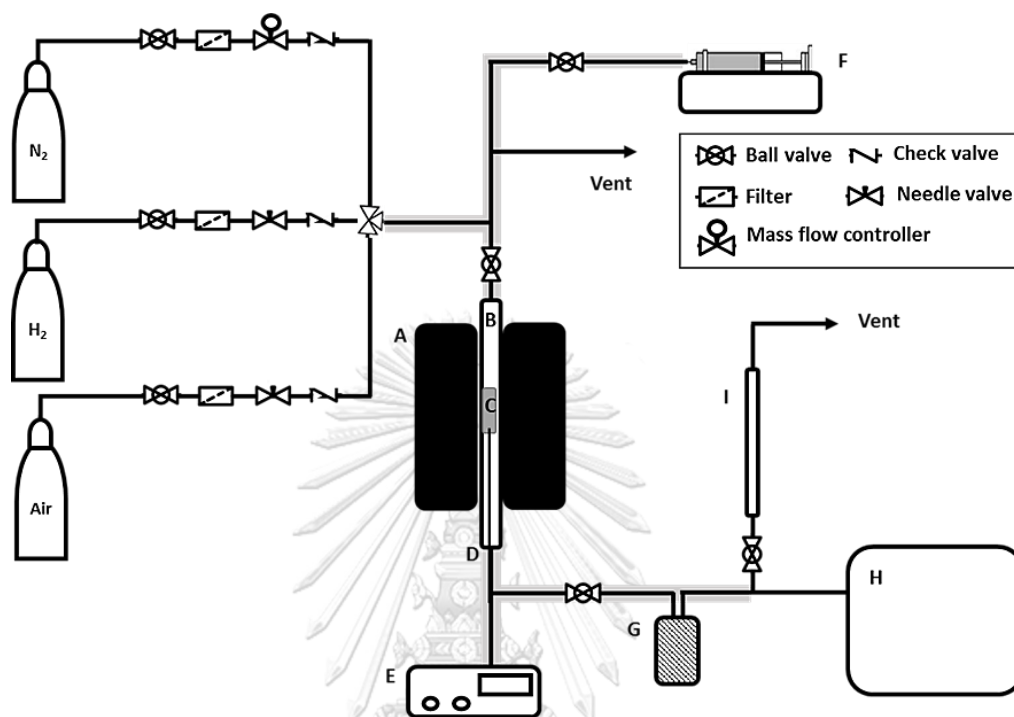 N₂
H₂
Air
F
Vent
Ball valve
Check valve
Filter
Needle valve
Mass flow controller
A
B
C
D
E
G
Vent
I
H